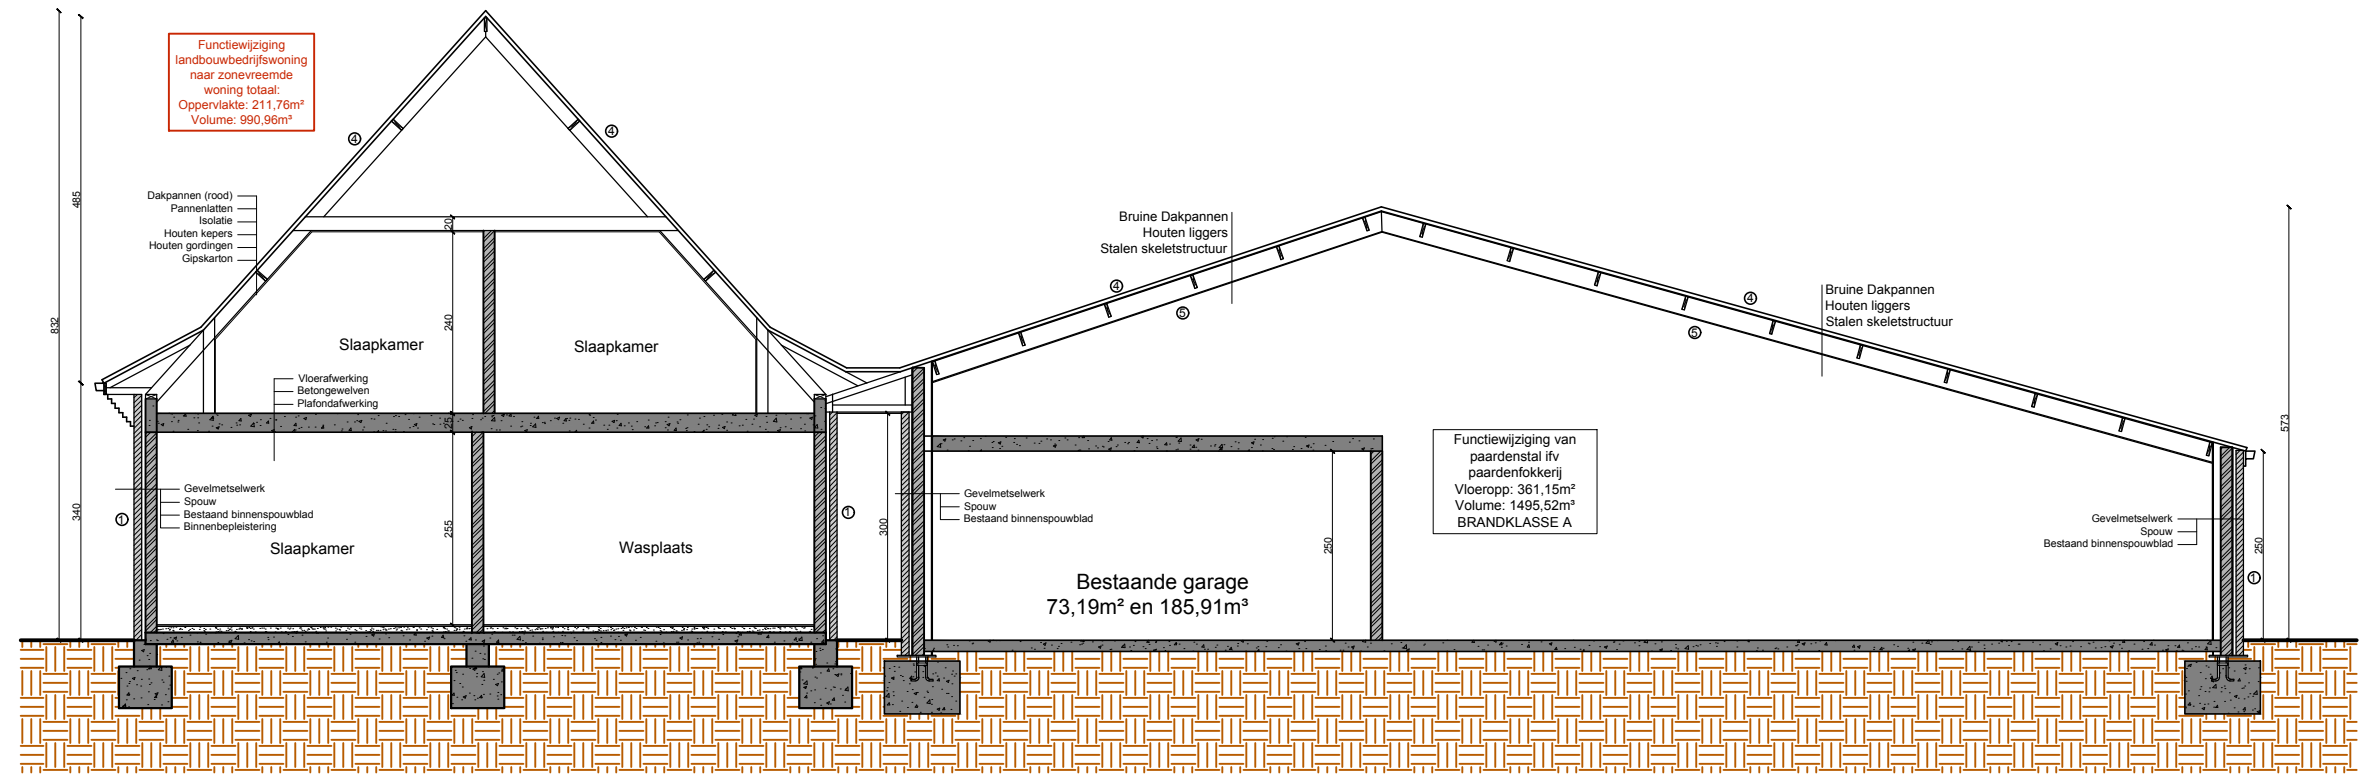 Functiewijziging
landbouwbedrijfswoning
naar zonevreemde
woning totaal:
Oppervlakte: 211,76m²
Volume: 990,96m³
832
485
340
4
4
Dakpannen (rood)
Pannenlatten
Isolatie
Houten kepers
Houten gordingen
Gipskarton
20
240
25
255
Slaapkamer
Slaapkamer
Vloerafwerking
Betongewelven
Plafondafwerking
Gevelmetselwerk
Spouw
Bestaand binnenspouwblad
Binnenbepleistering
1
Slaapkamer
Wasplaats
1
300
Gevelmetselwerk
Spouw
Bestaand binnenspouwblad
Bruine Dakpannen
Houten liggers
Stalen skeletstructuur
4
5
Bestaande garage
73,19m² en 185,91m³
250
Functiewijziging van
paardenstal ifv
paardenfokkerij
Vloeropp: 361,15m²
Volume: 1495,52m³
BRANDKLASSE A
4
5
Bruine Dakpannen
Houten liggers
Stalen skeletstructuur
Gevelmetselwerk
Spouw
Bestaand binnenspouwblad
1
250
573